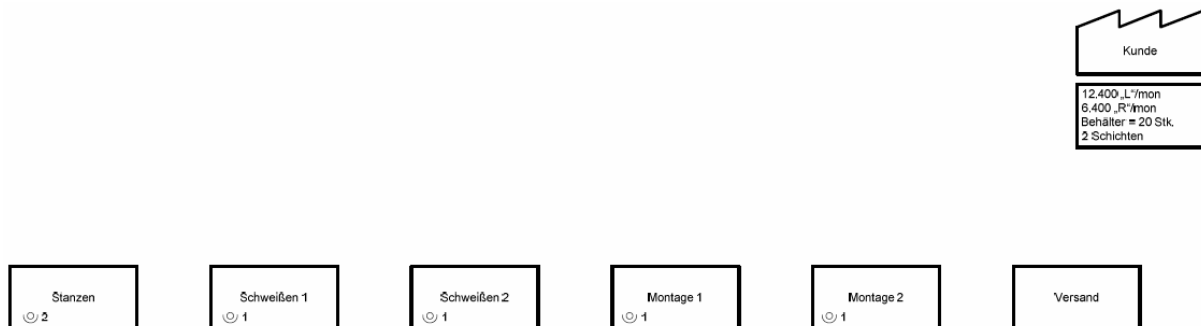 Kunde
12.400 „L“/mon
6.400 „R“/mon
Behälter = 20 Stk.
2 Schichten
Stanzen
2
Schweißen 1
1
Schweißen 2
1
Montage 1
1
Montage 2
1
Versand